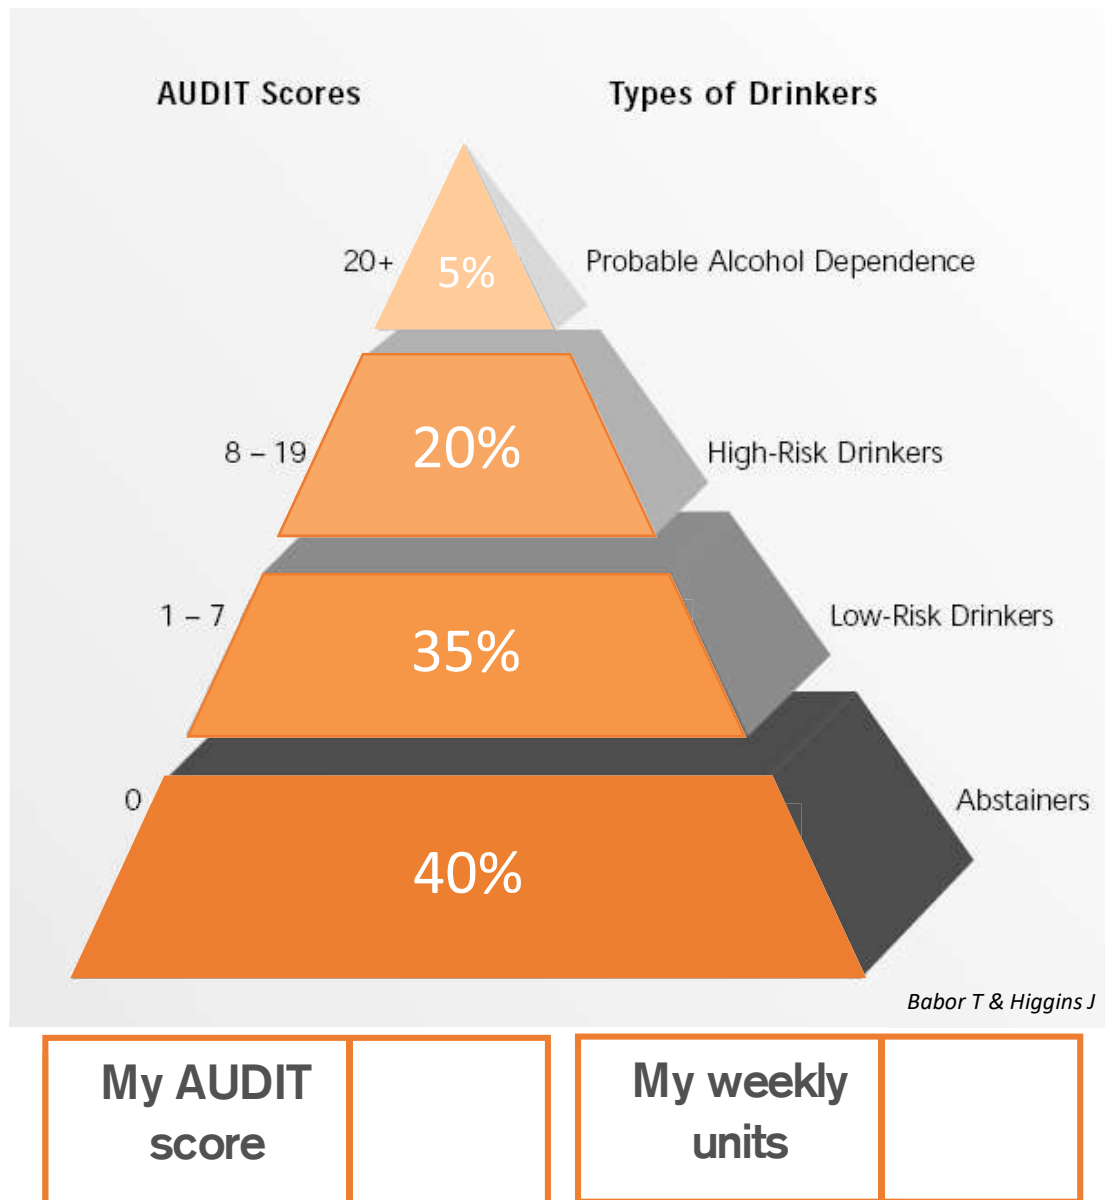 AUDIT Scores
Types of Drinkers
20+
5%
Probable Alcohol Dependence
8 – 19
20%
High-Risk Drinkers
1 – 7
35%
Low-Risk Drinkers
0
40%
Abstainers
Babor T & Higgins J
My AUDIT
score
My weekly
units